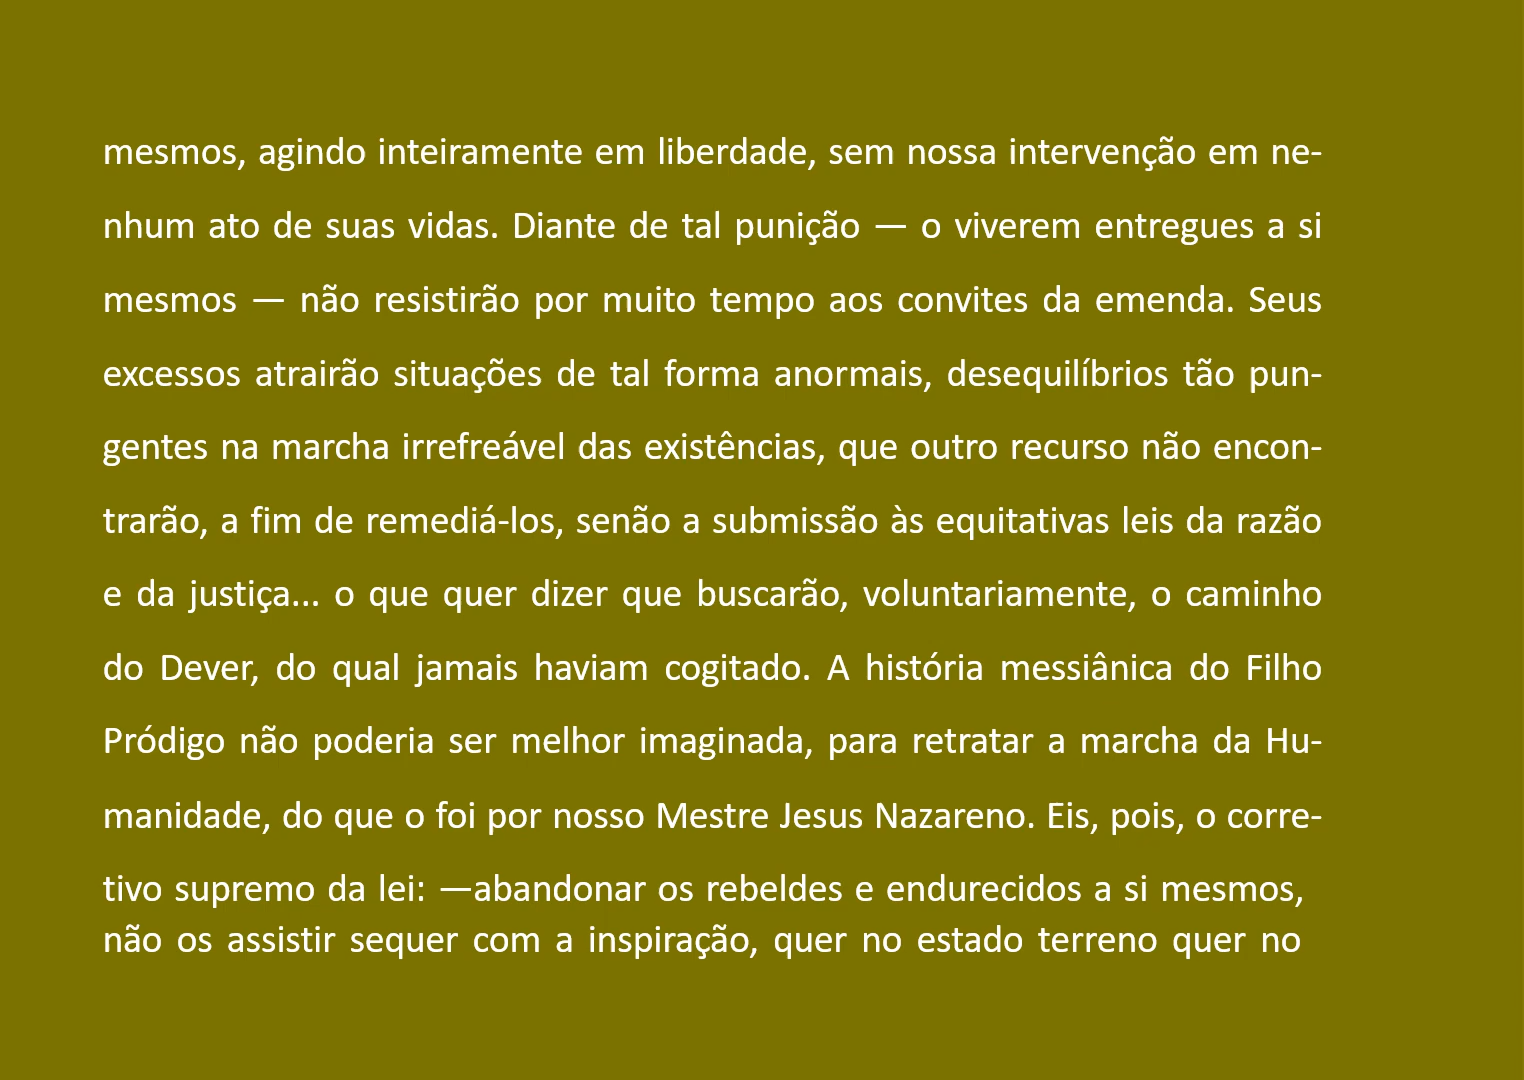 mesmos, agindo inteiramente em liberdade, sem nossa intervenção em ne-
nhum ato de suas vidas. Diante de tal punição — o viverem entregues a si
mesmos — não resistirão por muito tempo aos convites da emenda. Seus
excessos atrairão situações de tal forma anormais, desequilíbrios tão pun-
gentes na marcha irrefreável das existências, que outro recurso não encon-
trarão, a fim de remediá-los, senão a submissão às equitativas leis da razão
e da justiça... o que quer dizer que buscarão, voluntariamente, o caminho
do Dever, do qual jamais haviam cogitado. A história messiânica do Filho
Pródigo não poderia ser melhor imaginada, para retratar a marcha da Hu-
manidade, do que o foi por nosso Mestre Jesus Nazareno. Eis, pois, o corre-
tivo supremo da lei: —abandonar os rebeldes e endurecidos a si mesmos,
não os assistir sequer com a inspiração, quer no estado terreno quer no